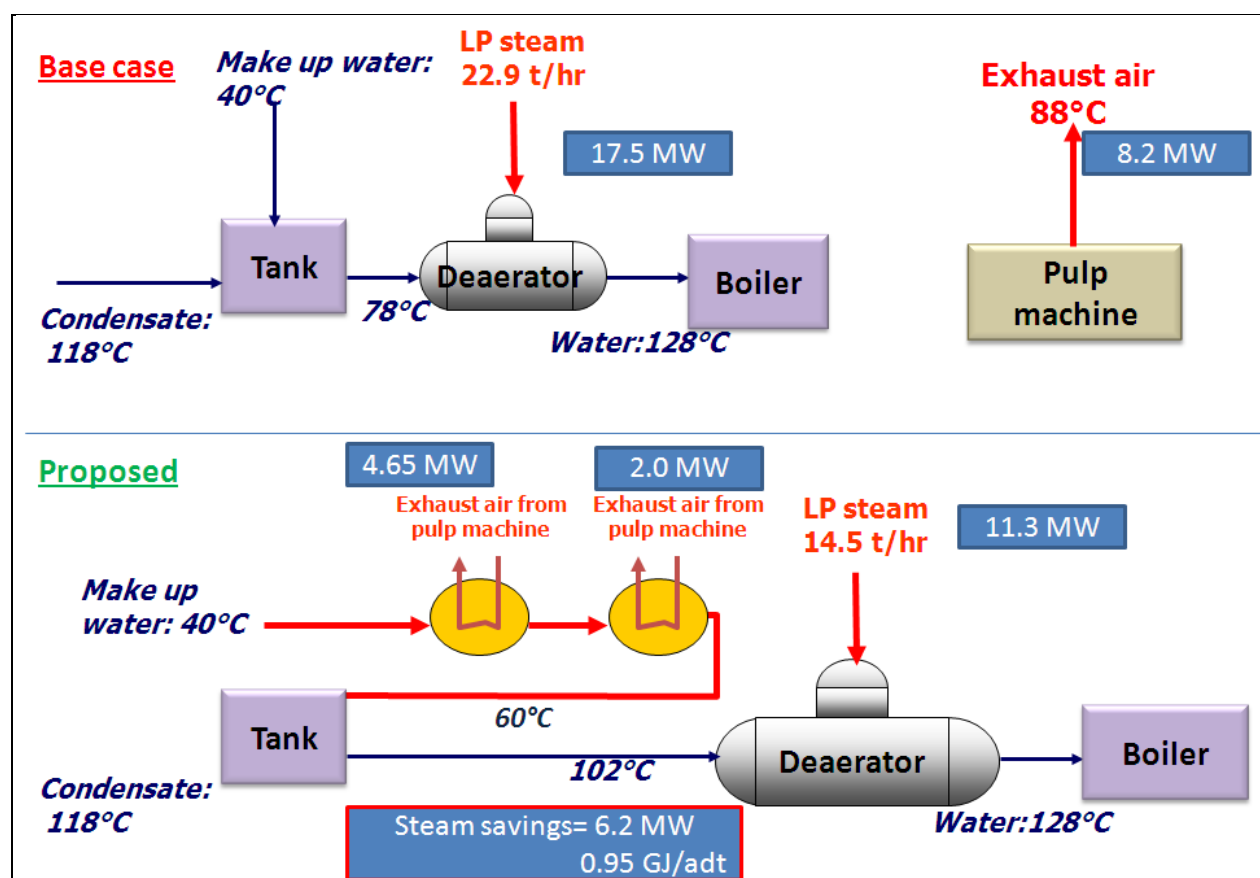 Base case
Make up water:
40°C
LP steam
22.9 t/hr
17.5 MW
Exhaust air
88°C
8.2 MW
Tank
Deaerator
Boiler
Pulp
machine
78°C
Condensate:
118°C
Water:128°C
Proposed
4.65 MW
2.0 MW
Exhaust air from
pulp machine
Exhaust air from
pulp machine
LP steam
14.5 t/hr
11.3 MW
Make up
water: 40°C
60°C
Tank
Deaerator
Boiler
102°C
Condensate:
118°C
Water:128°C
Steam savings= 6.2 MW
0.95 GJ/adt